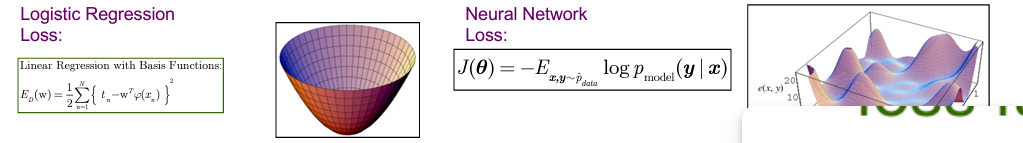 Logistic Regression
Loss:
Linear Regression with Basis Functions:
E_D(w) = 1/2 ∑_{n=1}^{N} { t_n − w^T φ(x_n) }^2
Neural Network
Loss:
J(θ) = −E_{x,y∼p̂_data} log p_model(y | x)
20
10
e(x, y)
1